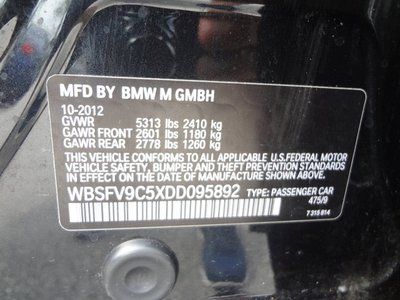 MFD BY BMW M GMBH
10-2012
GVWR 5313 lbs 2410 kg
GAWR FRONT 2601 lbs 1180 kg
GAWR REAR 2778 lbs 1260 kg
THIS VEHICLE CONFORMS TO ALL APPLICABLE U.S.FEDERAL MOTOR
VEHICLE SAFETY, BUMPER, AND THEFT PREVENTION STANDARDS
IN EFFECT ON THE DATE OF MANUFACTURE SHOWN ABOVE.
WBSFV9C5XDD095892 TYPE: PASSENGER CAR
475/9
7 315 814